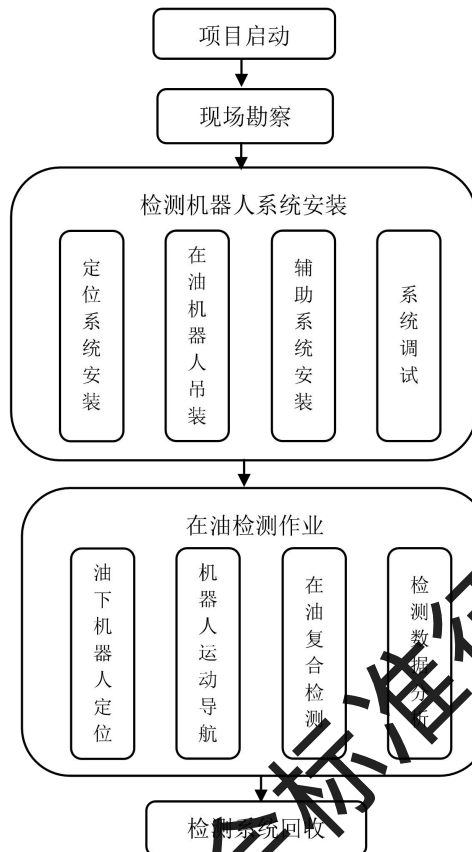 项目启动
现场勘察
检测机器人系统安装
定位系统安装
在油机器人吊装
辅助系统安装
系统调试
在油检测作业
油下机器人定位
机器人运动导航
在油复合检测
检测数据分析
检测系统回收
标准